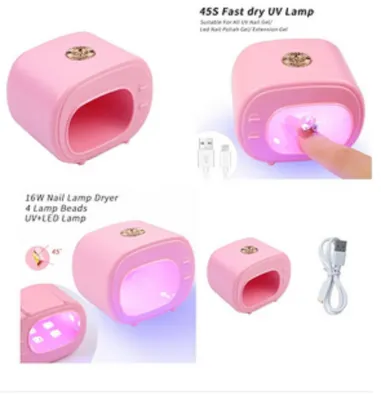 45S Fast dry UV Lamp
Suitable For All UV Nail Gel/
Led Nail Polish Gel/ Extension Gel
16W Nail Lamp Dryer
4 Lamp Beads
UV+LED Lamp
45°